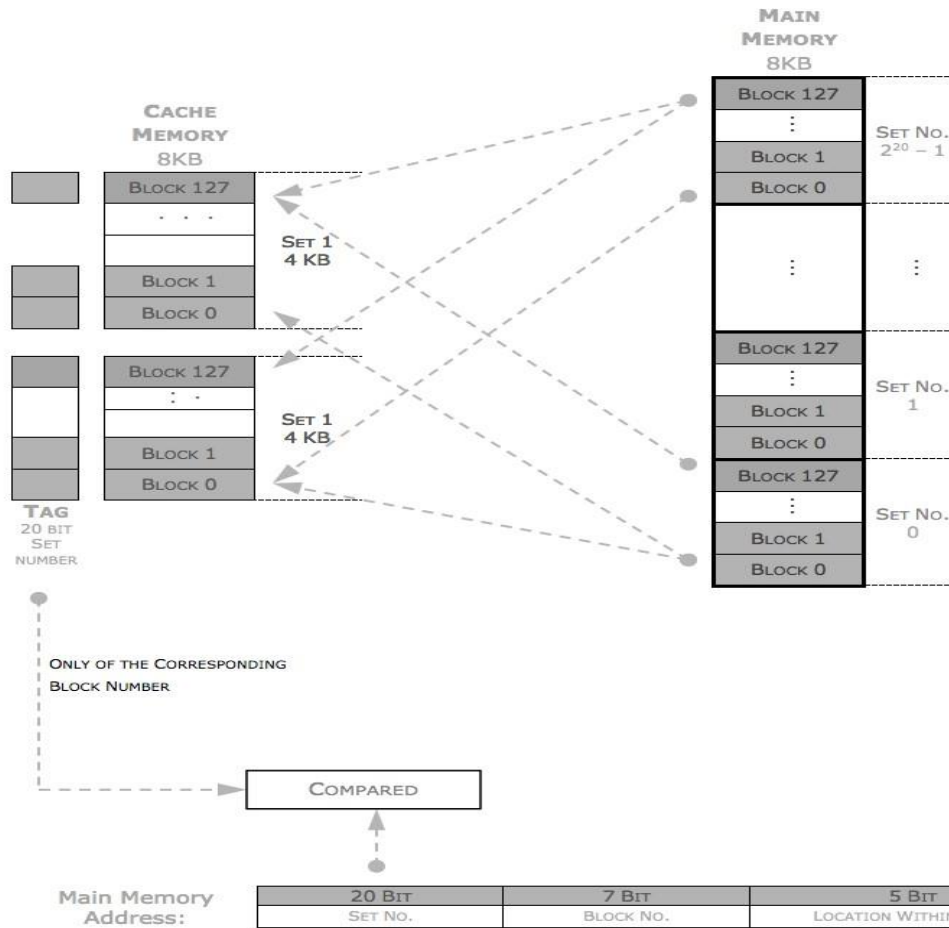 MAIN
MEMORY
8KB
CACHE
MEMORY
8KB
BLOCK 127
. . .
BLOCK 1
BLOCK 0
SET 1
4 KB
BLOCK 127
BLOCK 1
BLOCK 0
SET 1
4 KB
TAG
20 BIT
SET
NUMBER
BLOCK 127
BLOCK 1
BLOCK 0
SET NO.
2²⁰ – 1
BLOCK 127
BLOCK 1
BLOCK 0
SET NO.
1
BLOCK 127
BLOCK 1
BLOCK 0
SET NO.
0
ONLY OF THE CORRESPONDING
BLOCK NUMBER
COMPARED
Main Memory
Address:
20 BIT 7 BIT 5 BIT
SET NO. BLOCK NO. LOCATION WITHIN